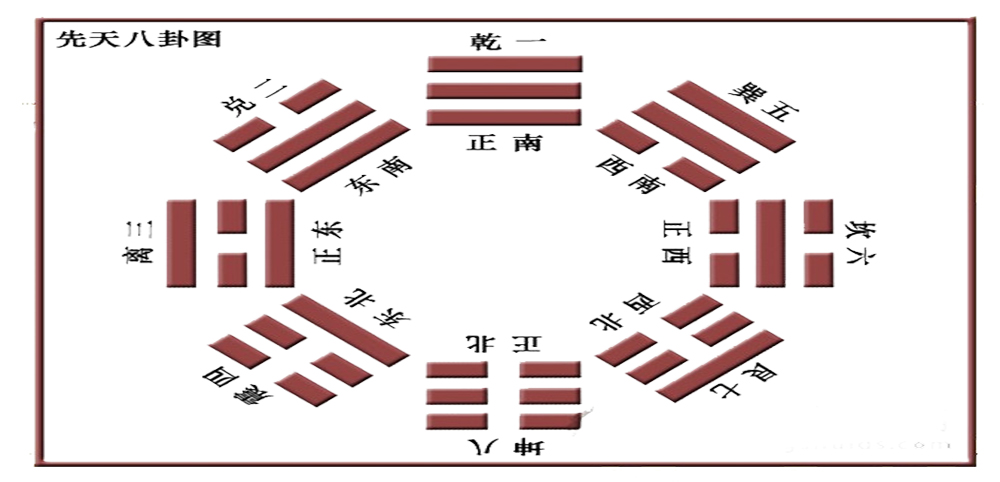 先天八卦图
乾一
正南
兑二
东南
巽五
西南
离三
正东
坎六
正西
震四
东北
艮七
西北
正北
坤八